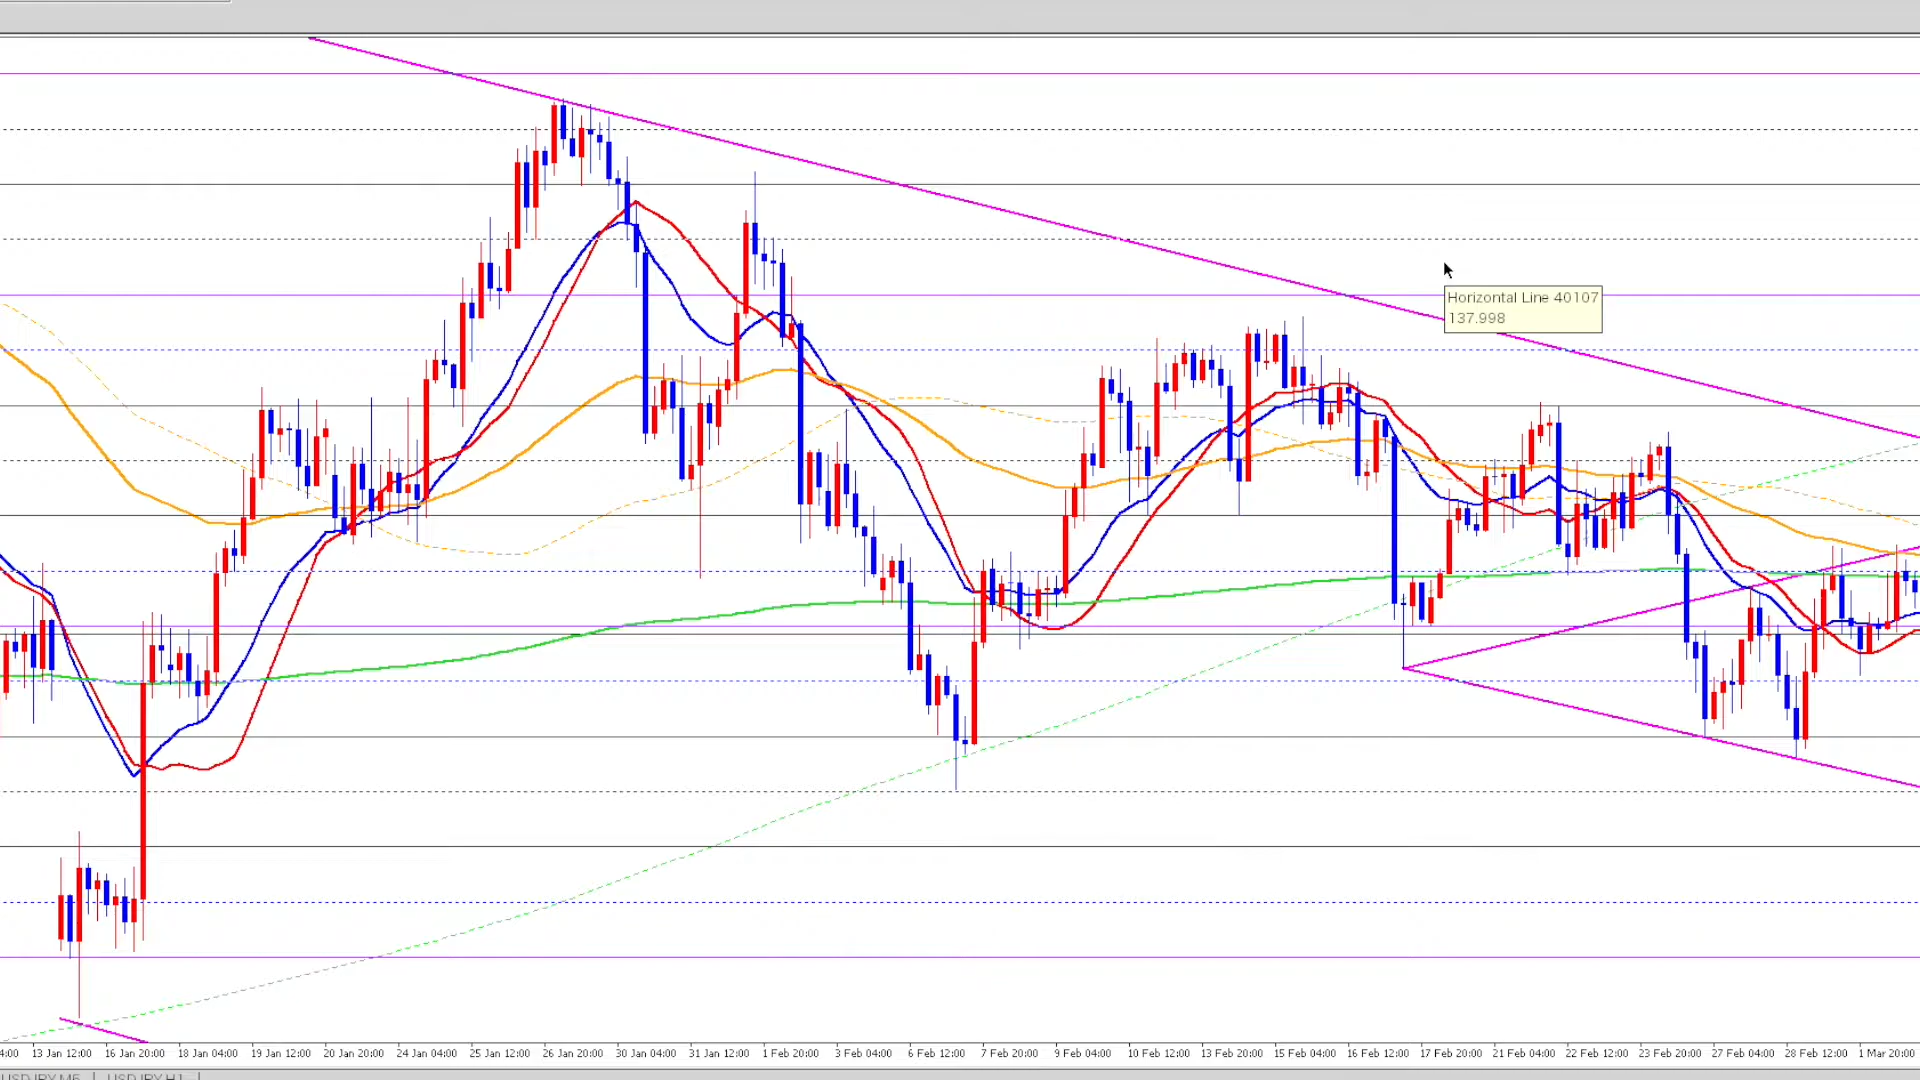 Horizontal Line 40107
137.998
4:00 13 Jan 12:00 16 Jan 20:00 18 Jan 04:00 19 Jan 12:00 20 Jan 20:00 24 Jan 04:00 25 Jan 12:00 26 Jan 20:00 30 Jan 04:00 31 Jan 12:00 1 Feb 20:00 3 Feb 04:00 6 Feb 12:00 7 Feb 20:00 9 Feb 04:00 10 Feb 12:00 13 Feb 20:00 15 Feb 04:00 16 Feb 12:00 17 Feb 20:00 21 Feb 04:00 22 Feb 12:00 23 Feb 20:00 27 Feb 04:00 28 Feb 12:00 1 Mar 20:00
USDJPY,M5 | USDJPY,H1 |